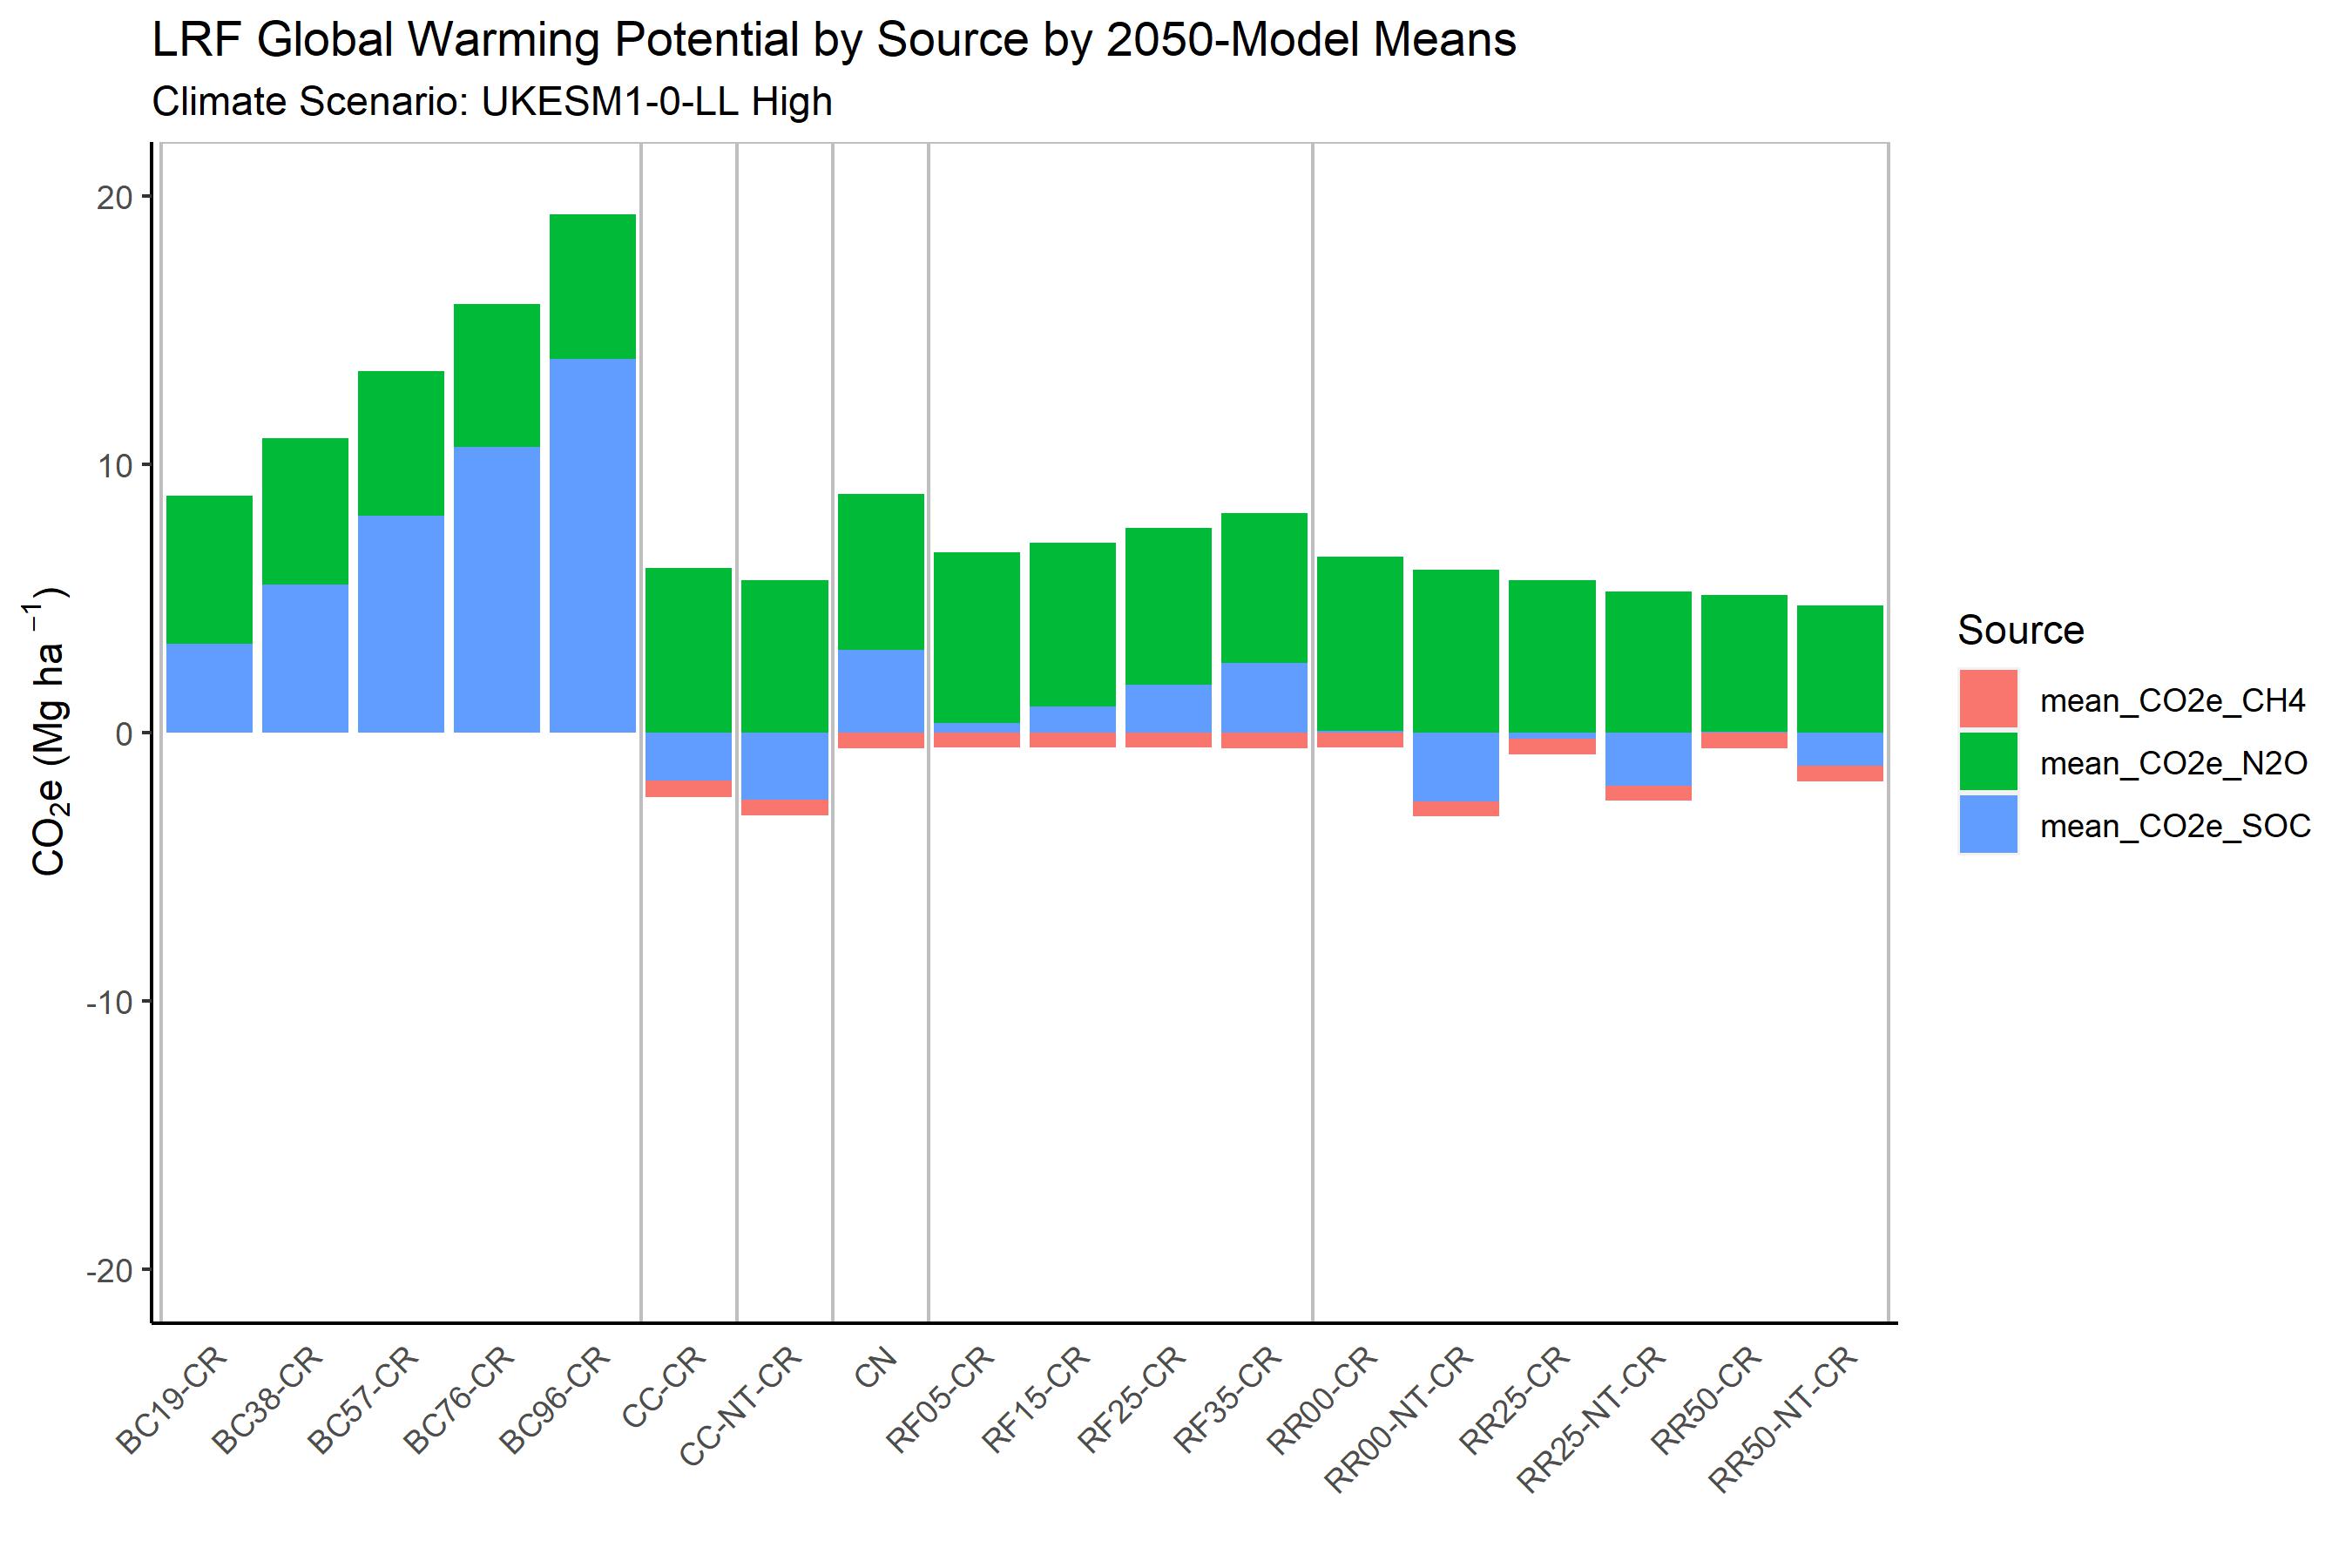 LRF Global Warming Potential by Source by 2050-Model Means
Climate Scenario: UKESM1-0-LL High
CO₂e (Mg ha ⁻¹)
20
10
0
-10
-20
BC19-CR
BC38-CR
BC57-CR
BC76-CR
BC96-CR
CC-CR
CC-NT-CR
CN
RF05-CR
RF15-CR
RF25-CR
RF35-CR
RR00-CR
RR00-NT-CR
RR25-CR
RR25-NT-CR
RR50-CR
RR50-NT-CR
Source
mean_CO2e_CH4
mean_CO2e_N2O
mean_CO2e_SOC